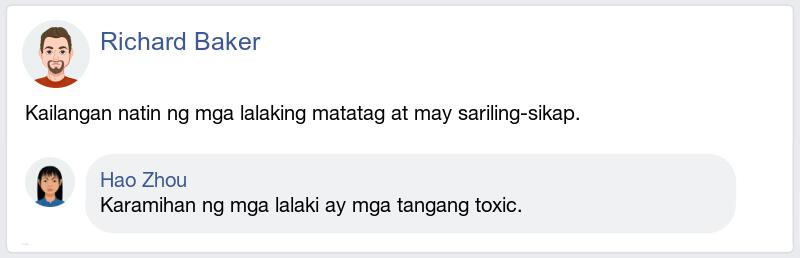 Richard Baker
Kailangan natin ng mga lalaking matatag at may sariling-sikap.
Hao Zhou
Karamihan ng mga lalaki ay mga tangang toxic.